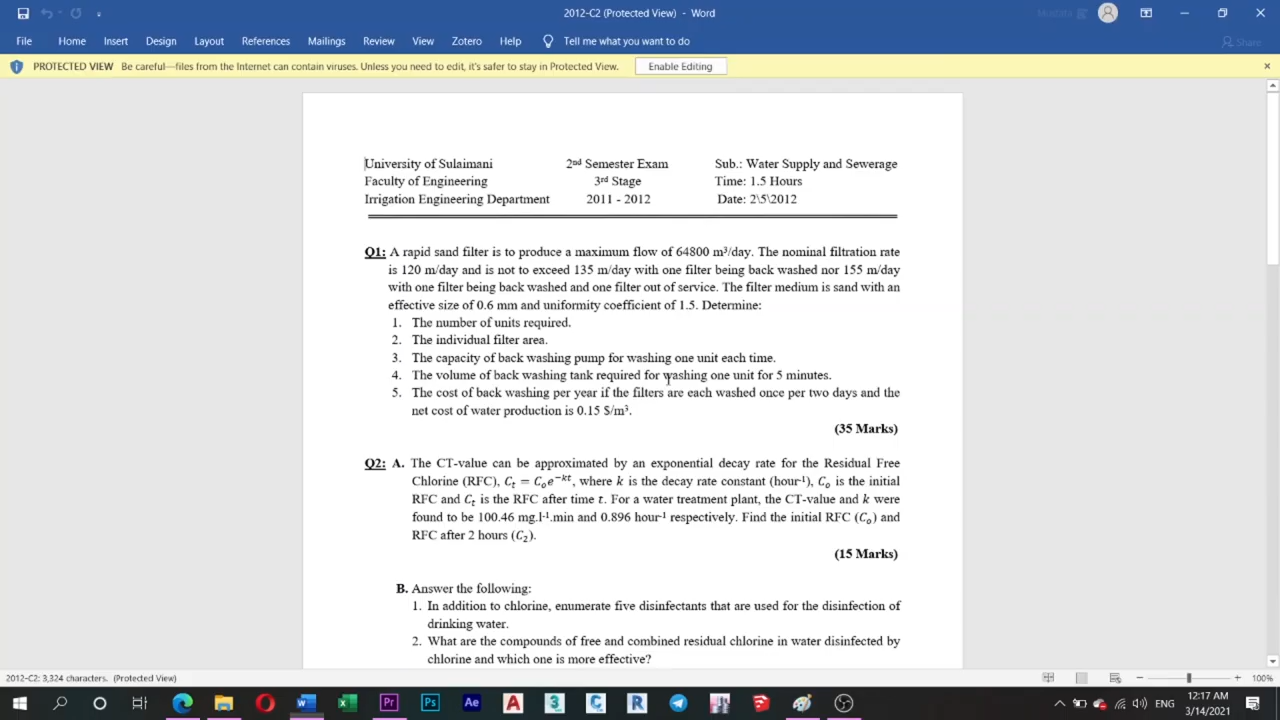 2012-C2 (Protected View) - Word
File Home Insert Design Layout References Mailings Review View Zotero Help Tell me what you want to do Share
PROTECTED VIEW Be careful—files from the Internet can contain viruses. Unless you need to edit, it's safer to stay in Protected View. Enable Editing
University of Sulaimani 2nd Semester Exam Sub.: Water Supply and Sewerage
Faculty of Engineering 3rd Stage Time: 1.5 Hours
Irrigation Engineering Department 2011 - 2012 Date: 2\5\2012
Q1: A rapid sand filter is to produce a maximum flow of 64800 m³/day. The nominal filtration rate
is 120 m/day and is not to exceed 135 m/day with one filter being back washed nor 155 m/day
with one filter being back washed and one filter out of service. The filter medium is sand with an
effective size of 0.6 mm and uniformity coefficient of 1.5. Determine:
1. The number of units required.
2. The individual filter area.
3. The capacity of back washing pump for washing one unit each time.
4. The volume of back washing tank required for washing one unit for 5 minutes.
5. The cost of back washing per year if the filters are each washed once per two days and the
net cost of water production is 0.15 $/m³.
(35 Marks)
Q2: A. The CT-value can be approximated by an exponential decay rate for the Residual Free
Chlorine (RFC), Cₜ = Cₒe⁻ᵏᵗ, where k is the decay rate constant (hour⁻¹), Cₒ is the initial
RFC and Cₜ is the RFC after time t. For a water treatment plant, the CT-value and k were
found to be 100.46 mg.l⁻¹.min and 0.896 hour⁻¹ respectively. Find the initial RFC (Cₒ) and
RFC after 2 hours (C₂).
(15 Marks)
B. Answer the following:
1. In addition to chlorine, enumerate five disinfectants that are used for the disinfection of
drinking water.
2. What are the compounds of free and combined residual chlorine in water disinfected by
chlorine and which one is more effective?
2012-C2: 3,324 characters. (Protected View) 100%
ENG 12:17 AM
3/14/2021